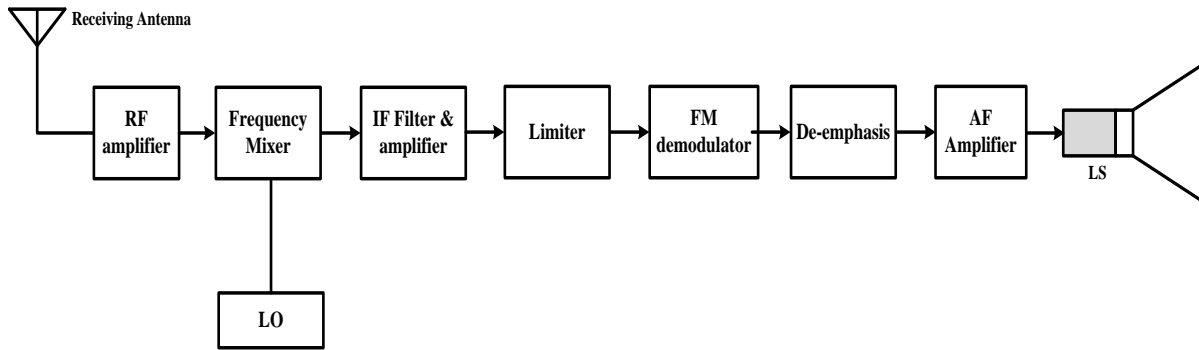 Receiving Antenna
RF
amplifier
Frequency
Mixer
IF Filter &
amplifier
Limiter
FM
demodulator
De-emphasis
AF
Amplifier
LS
LO